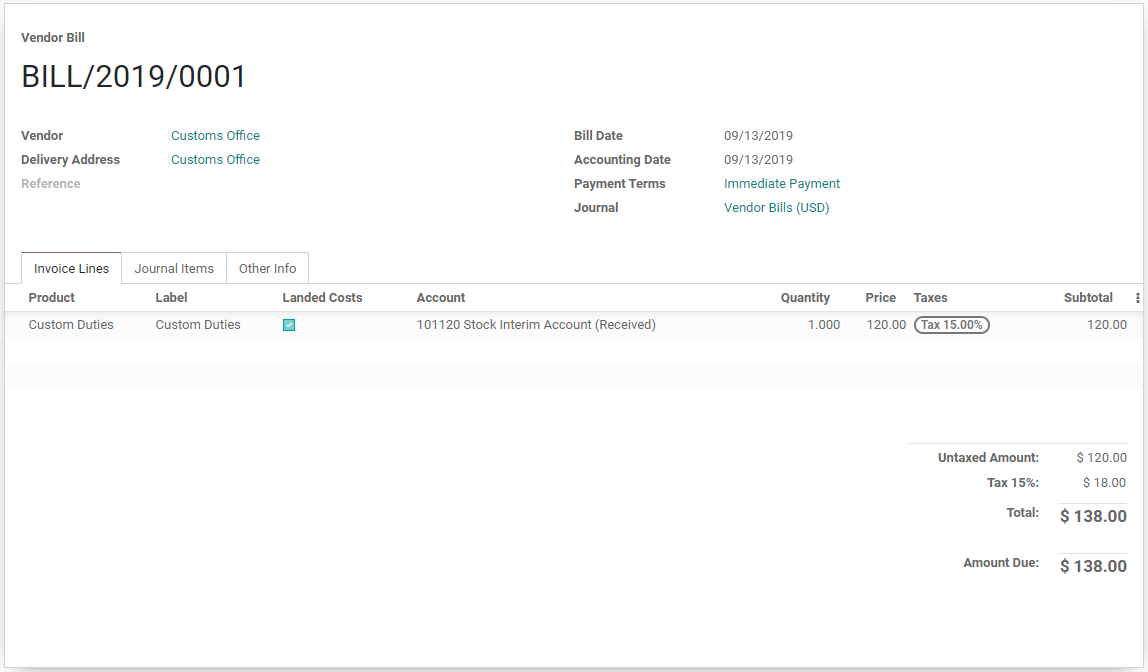 Vendor Bill
BILL/2019/0001
Vendor Customs Office Bill Date 09/13/2019
Delivery Address Customs Office Accounting Date 09/13/2019
Reference Payment Terms Immediate Payment
Journal Vendor Bills (USD)
Invoice Lines Journal Items Other Info
Product Label Landed Costs Account Quantity Price Taxes Subtotal
Custom Duties Custom Duties 101120 Stock Interim Account (Received) 1.000 120.00 Tax 15.00% 120.00
Untaxed Amount: $ 120.00
Tax 15%: $ 18.00
Total: $ 138.00
Amount Due: $ 138.00